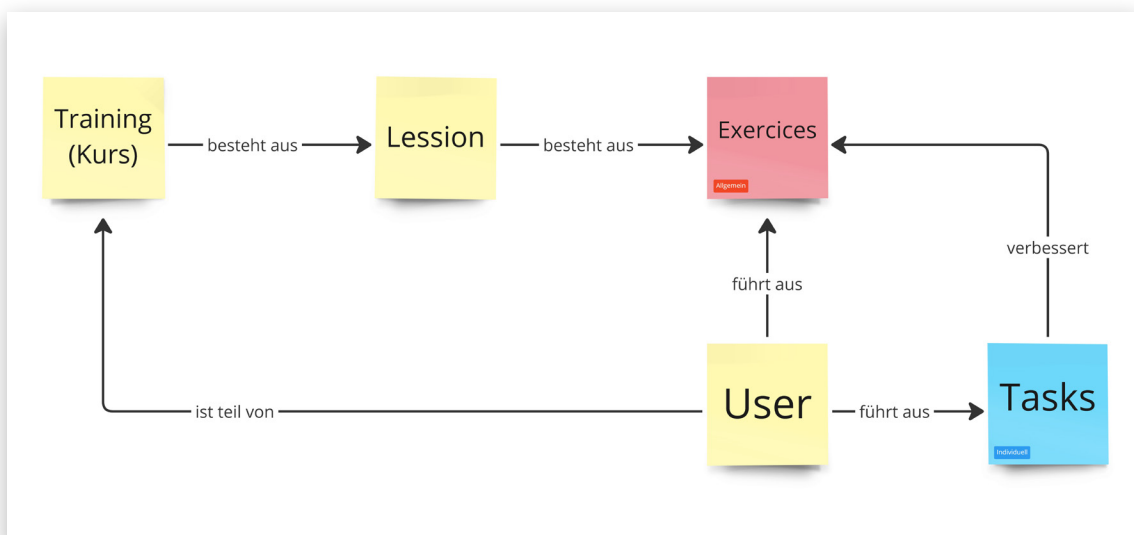 Training
(Kurs)
besteht aus
Lession
besteht aus
Exercices
Allgemein
verbessert
führt aus
ist teil von
User
führt aus
Tasks
Individuell